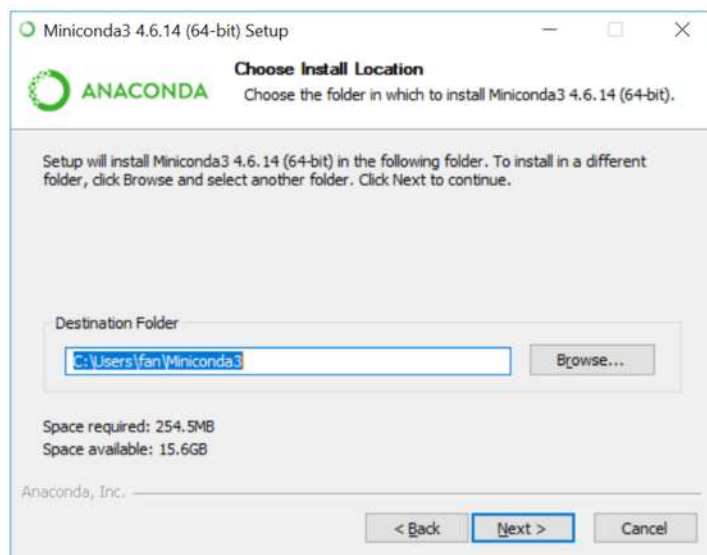 Miniconda3 4.6.14 (64-bit) Setup
ANACONDA
Choose Install Location
Choose the folder in which to install Miniconda3 4.6.14 (64-bit).
Setup will install Miniconda3 4.6.14 (64-bit) in the following folder. To install in a different
folder, click Browse and select another folder. Click Next to continue.
Destination Folder
C:\Users\fan\Miniconda3
Browse...
Space required: 254.5MB
Space available: 15.6GB
Anaconda, Inc.
< Back
Next >
Cancel